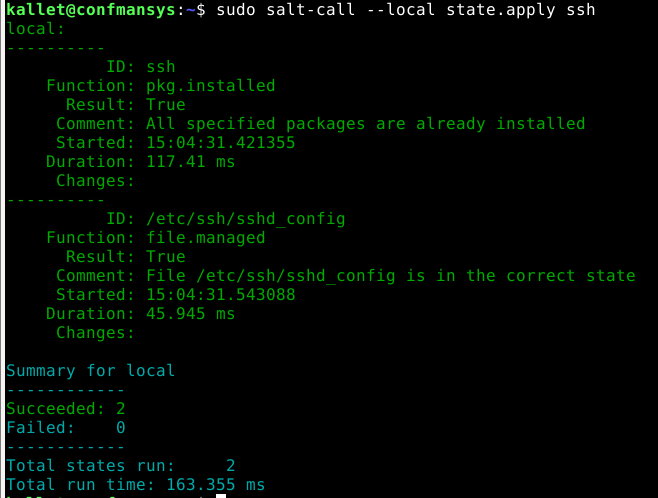 kallet@confmansys:~$ sudo salt-call --local state.apply ssh
local:
----------
          ID: ssh
    Function: pkg.installed
      Result: True
     Comment: All specified packages are already installed
     Started: 15:04:31.421355
    Duration: 117.41 ms
     Changes:
----------
          ID: /etc/ssh/sshd_config
    Function: file.managed
      Result: True
     Comment: File /etc/ssh/sshd_config is in the correct state
     Started: 15:04:31.543088
    Duration: 45.945 ms
     Changes:

Summary for local
------------
Succeeded: 2
Failed:    0
------------
Total states run:     2
Total run time: 163.355 ms